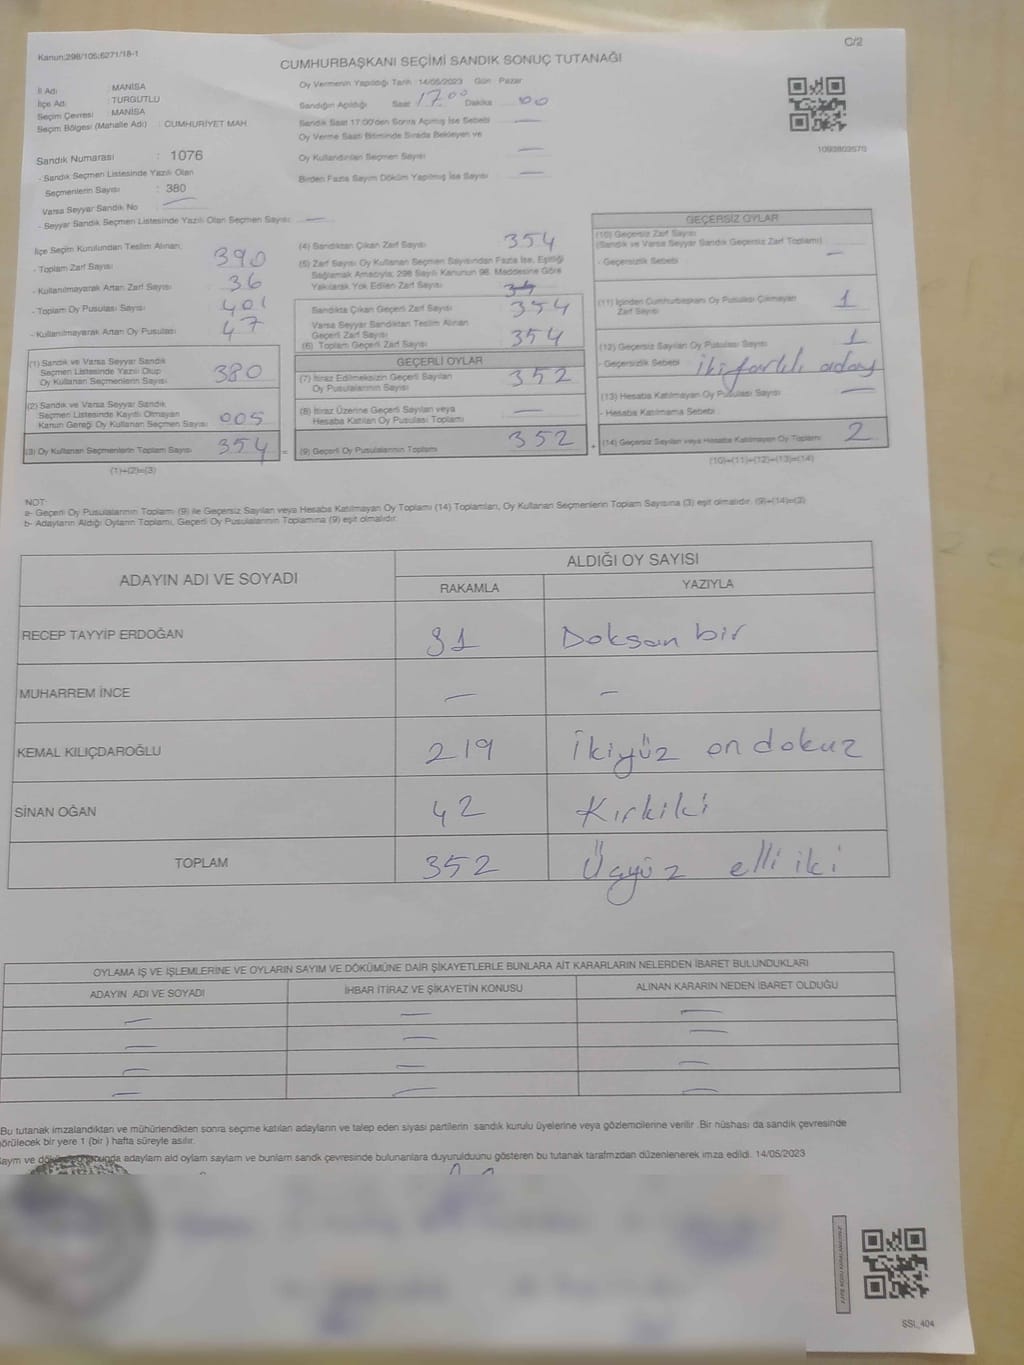 Kanun:298/105;6271/18-1
C/2
CUMHURBAŞKANI SEÇİMİ SANDIK SONUÇ TUTANAĞI
İl Adı : MANİSA
İlçe Adı : TURGUTLU
Seçim Çevresi : MANİSA
Seçim Bölgesi (Mahalle Adı) : CUMHURİYET MAH.
Sandık Numarası : 1076
- Sandık Seçmen Listesinde Yazılı Olan
Seçmenlerin Sayısı : 380
Varsa Seyyar Sandık No —
- Seyyar Sandık Seçmen Listesinde Yazılı Olan Seçmen Sayısı: —
Oy Vermenin Yapıldığı Tarih : 14/05/2023 Gün : Pazar
Sandığın Açıldığı Saat 17.00 Dakika 00
Sandık Saat 17:00'den Sonra Açılmış İse Sebebi —
Oy Verme Saati Bitiminde Sırada Bekleyen ve
Oy Kullandırılan Seçmen Sayısı —
Birden Fazla Sayım Döküm Yapılmış İse Sayısı —
1093803570
İlçe Seçim Kurulundan Teslim Alınan;
- Toplam Zarf Sayısı 390
- Kullanılmayarak Artan Zarf Sayısı 36
- Toplam Oy Pusulası Sayısı 401
- Kullanılmayarak Artan Oy Pusulası 47
(1) Sandık ve Varsa Seyyar Sandık
Seçmen Listesinde Yazılı Olup
Oy Kullanan Seçmenlerin Sayısı 380
(2) Sandık ve Varsa Seyyar Sandık
Seçmen Listesinde Kayıtlı Olmayan
Kanun Gereği Oy Kullanan Seçmen Sayısı 005
(3) Oy Kullanan Seçmenlerin Toplam Sayısı 354 =
(1)+(2)=(3)
(4) Sandıktan Çıkan Zarf Sayısı 354
(5) Zarf Sayısı Oy Kullanan Seçmen Sayısından Fazla İse, Eşitliği
Sağlamak Amacıyla; 298 Sayılı Kanunun 98. Maddesine Göre
Yakılarak Yok Edilen Zarf Sayısı
Sandıkta Çıkan Geçerli Zarf Sayısı 354
Varsa Seyyar Sandıktan Teslim Alınan
Geçerli Zarf Sayısı
(6) Toplam Geçerli Zarf Sayısı 354
GEÇERLİ OYLAR
(7) İtiraz Edilmeksizin Geçerli Sayılan
Oy Pusulalarının Sayısı 352
(8) İtiraz Üzerine Geçerli Sayılan veya
Hesaba Katılan Oy Pusulası Toplamı —
(9) Geçerli Oy Pusulalarının Toplamı 352 +
GEÇERSİZ OYLAR
(10) Geçersiz Zarf Sayısı
(Sandık ve Varsa Seyyar Sandık Geçersiz Zarf Toplamı)
- Geçersizlik Sebebi —
(11) İçinden Cumhurbaşkanı Oy Pusulası Çıkmayan
Zarf Sayısı 1
(12) Geçersiz Sayılan Oy Pusulası Sayısı 1
- Geçersizlik Sebebi İki farklı aday
(13) Hesaba Katılmayan Oy Pusulası Sayısı —
- Hesaba Katılmama Sebebi
(14) Geçersiz Sayılan veya Hesaba Katılmayan Oy Toplamı 2
(10)+(11)+(12)+(13)=(14)
NOT:
a- Geçerli Oy Pusulalarının Toplamı (9) ile Geçersiz Sayılan veya Hesaba Katılmayan Oy Toplamı (14) Toplamları, Oy Kullanan Seçmenlerin Toplam Sayısına (3) eşit olmalıdır. (9)+(14)=(3)
b- Adayların Aldığı Oyların Toplamı, Geçerli Oy Pusulalarının Toplamına (9) eşit olmalıdır.
ADAYIN ADI VE SOYADI
ALDIĞI OY SAYISI
RAKAMLA YAZIYLA
RECEP TAYYİP ERDOĞAN 91 Doksan bir
MUHARREM İNCE — —
KEMAL KILIÇDAROĞLU 219 İkiyüz on dokuz
SİNAN OĞAN 42 Kırkiki
TOPLAM 352 Üçyüz elli iki
OYLAMA İŞ VE İŞLEMLERİNE VE OYLARIN SAYIM VE DÖKÜMÜNE DAİR ŞİKAYETLERLE BUNLARA AİT KARARLARIN NELERDEN İBARET BULUNDUKLARI
ADAYIN ADI VE SOYADI İHBAR İTİRAZ VE ŞİKAYETİN KONUSU ALINAN KARARIN NEDEN İBARET OLDUĞU
— — —
— — —
— — —
— — —
Bu tutanak imzalandıktan ve mühürlendikten sonra seçime katılan adayların ve talep eden siyasi partilerin sandık kurulu üyelerine veya gözlemcilerine verilir .Bir nüshası da sandık çevresinde
görülecek bir yere 1 (bir ) hafta süreyle asılır.
adaylam ald oylam saylam ve bunlam sandk çevresinde bulunanlara duyurulduunu gösteren bu tutanak tarafmzdan düzenlenerek imza edildi. 14/05/2023
SSİ_404